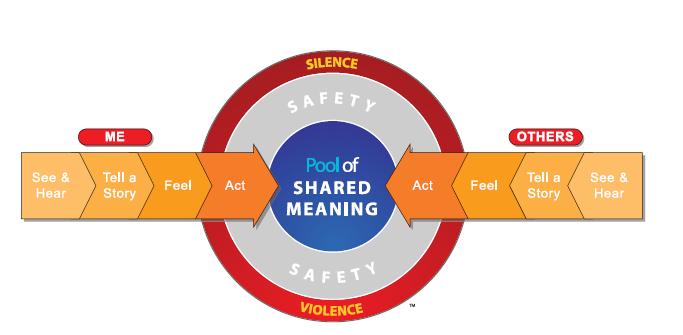 SILENCE
SAFETY
ME
OTHERS
See &
Hear
Tell a
Story
Feel
Act
Pool of
SHARED
MEANING
Act
Feel
Tell a
Story
See &
Hear
SAFETY
VIOLENCE
™